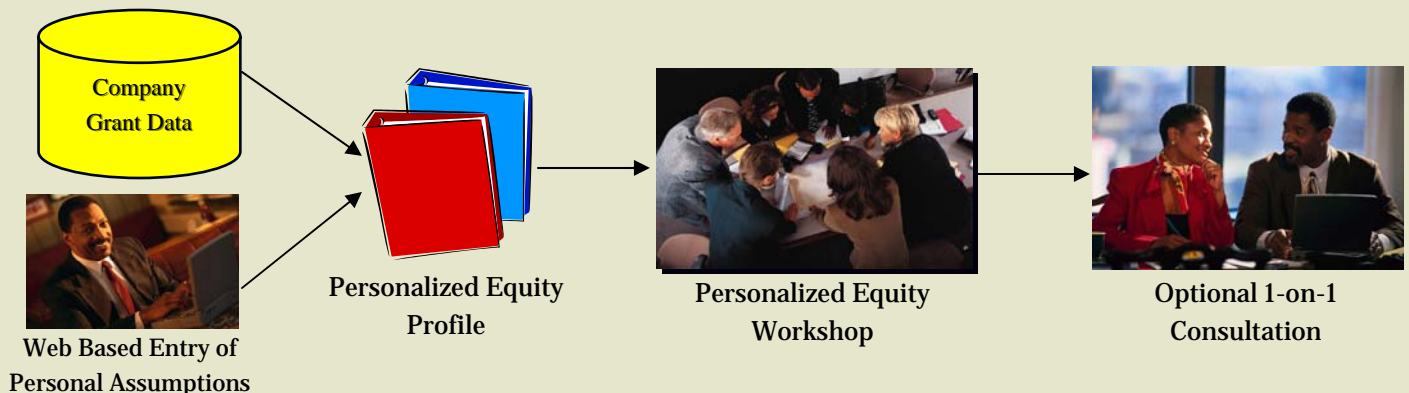 Company
Grant Data
Web Based Entry of
Personal Assumptions
Personalized Equity
Profile
Personalized Equity
Workshop
Optional 1-on-1
Consultation